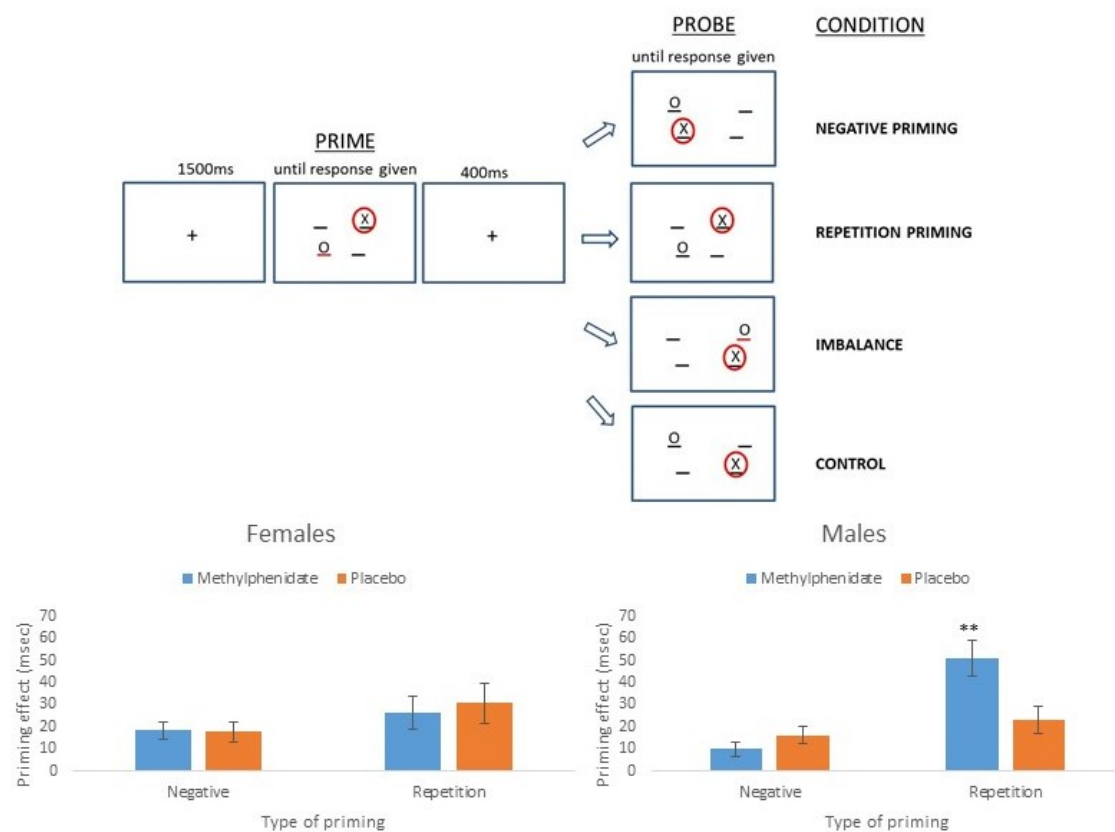 PROBE CONDITION
until response given
O
X
NEGATIVE PRIMING
PRIME
1500ms until response given 400ms
+ X O +
X
O
REPETITION PRIMING
O
X
IMBALANCE
O
X
CONTROL
Females
Methylphenidate Placebo
Priming effect (msec)
70
60
50
40
30
20
10
0
Negative Repetition
Type of priming
Males
Methylphenidate Placebo
Priming effect (msec)
70
60
50
40
30
20
10
0
**
Negative Repetition
Type of priming